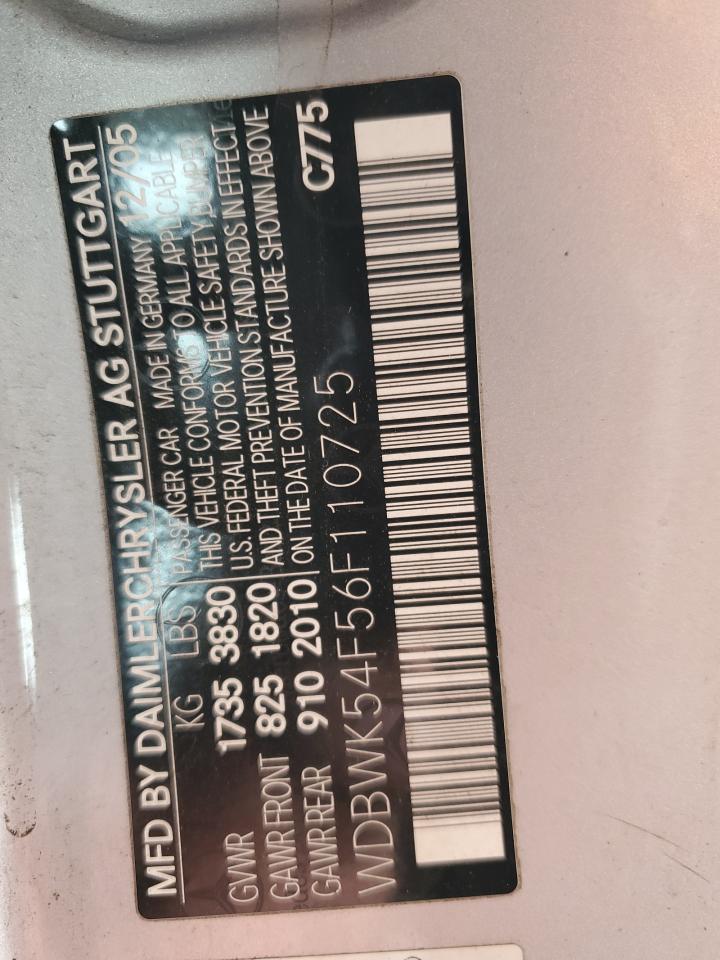 MFD BY DAIMLERCHRYSLER AG STUTTGART
KG LBS PASSENGER CAR MADE IN GERMANY 12/05
THIS VEHICLE CONFORMS TO ALL APPLICABLE
GVWR 1735 3830 U.S. FEDERAL MOTOR VEHICLE SAFETY BUMPER
GAWR FRONT 825 1820 AND THEFT PREVENTION STANDARDS IN EFFECT
GAWR REAR 910 2010 ON THE DATE OF MANUFACTURE SHOWN ABOVE
WDBWK54F56F110725 C775